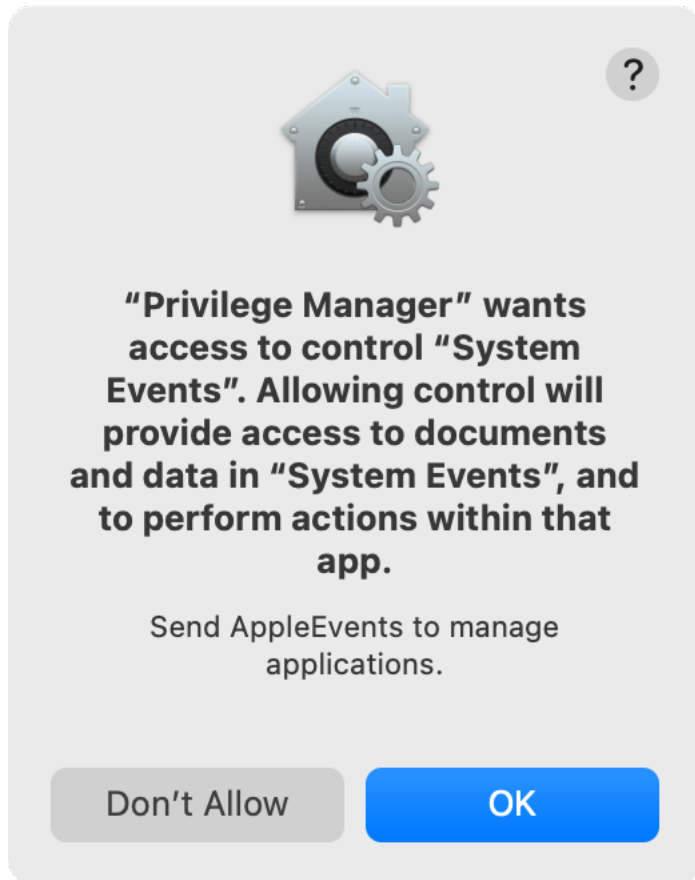 ?
“Privilege Manager” wants
access to control “System
Events”. Allowing control will
provide access to documents
and data in “System Events”, and
to perform actions within that
app.
Send AppleEvents to manage
applications.
Don’t Allow
OK